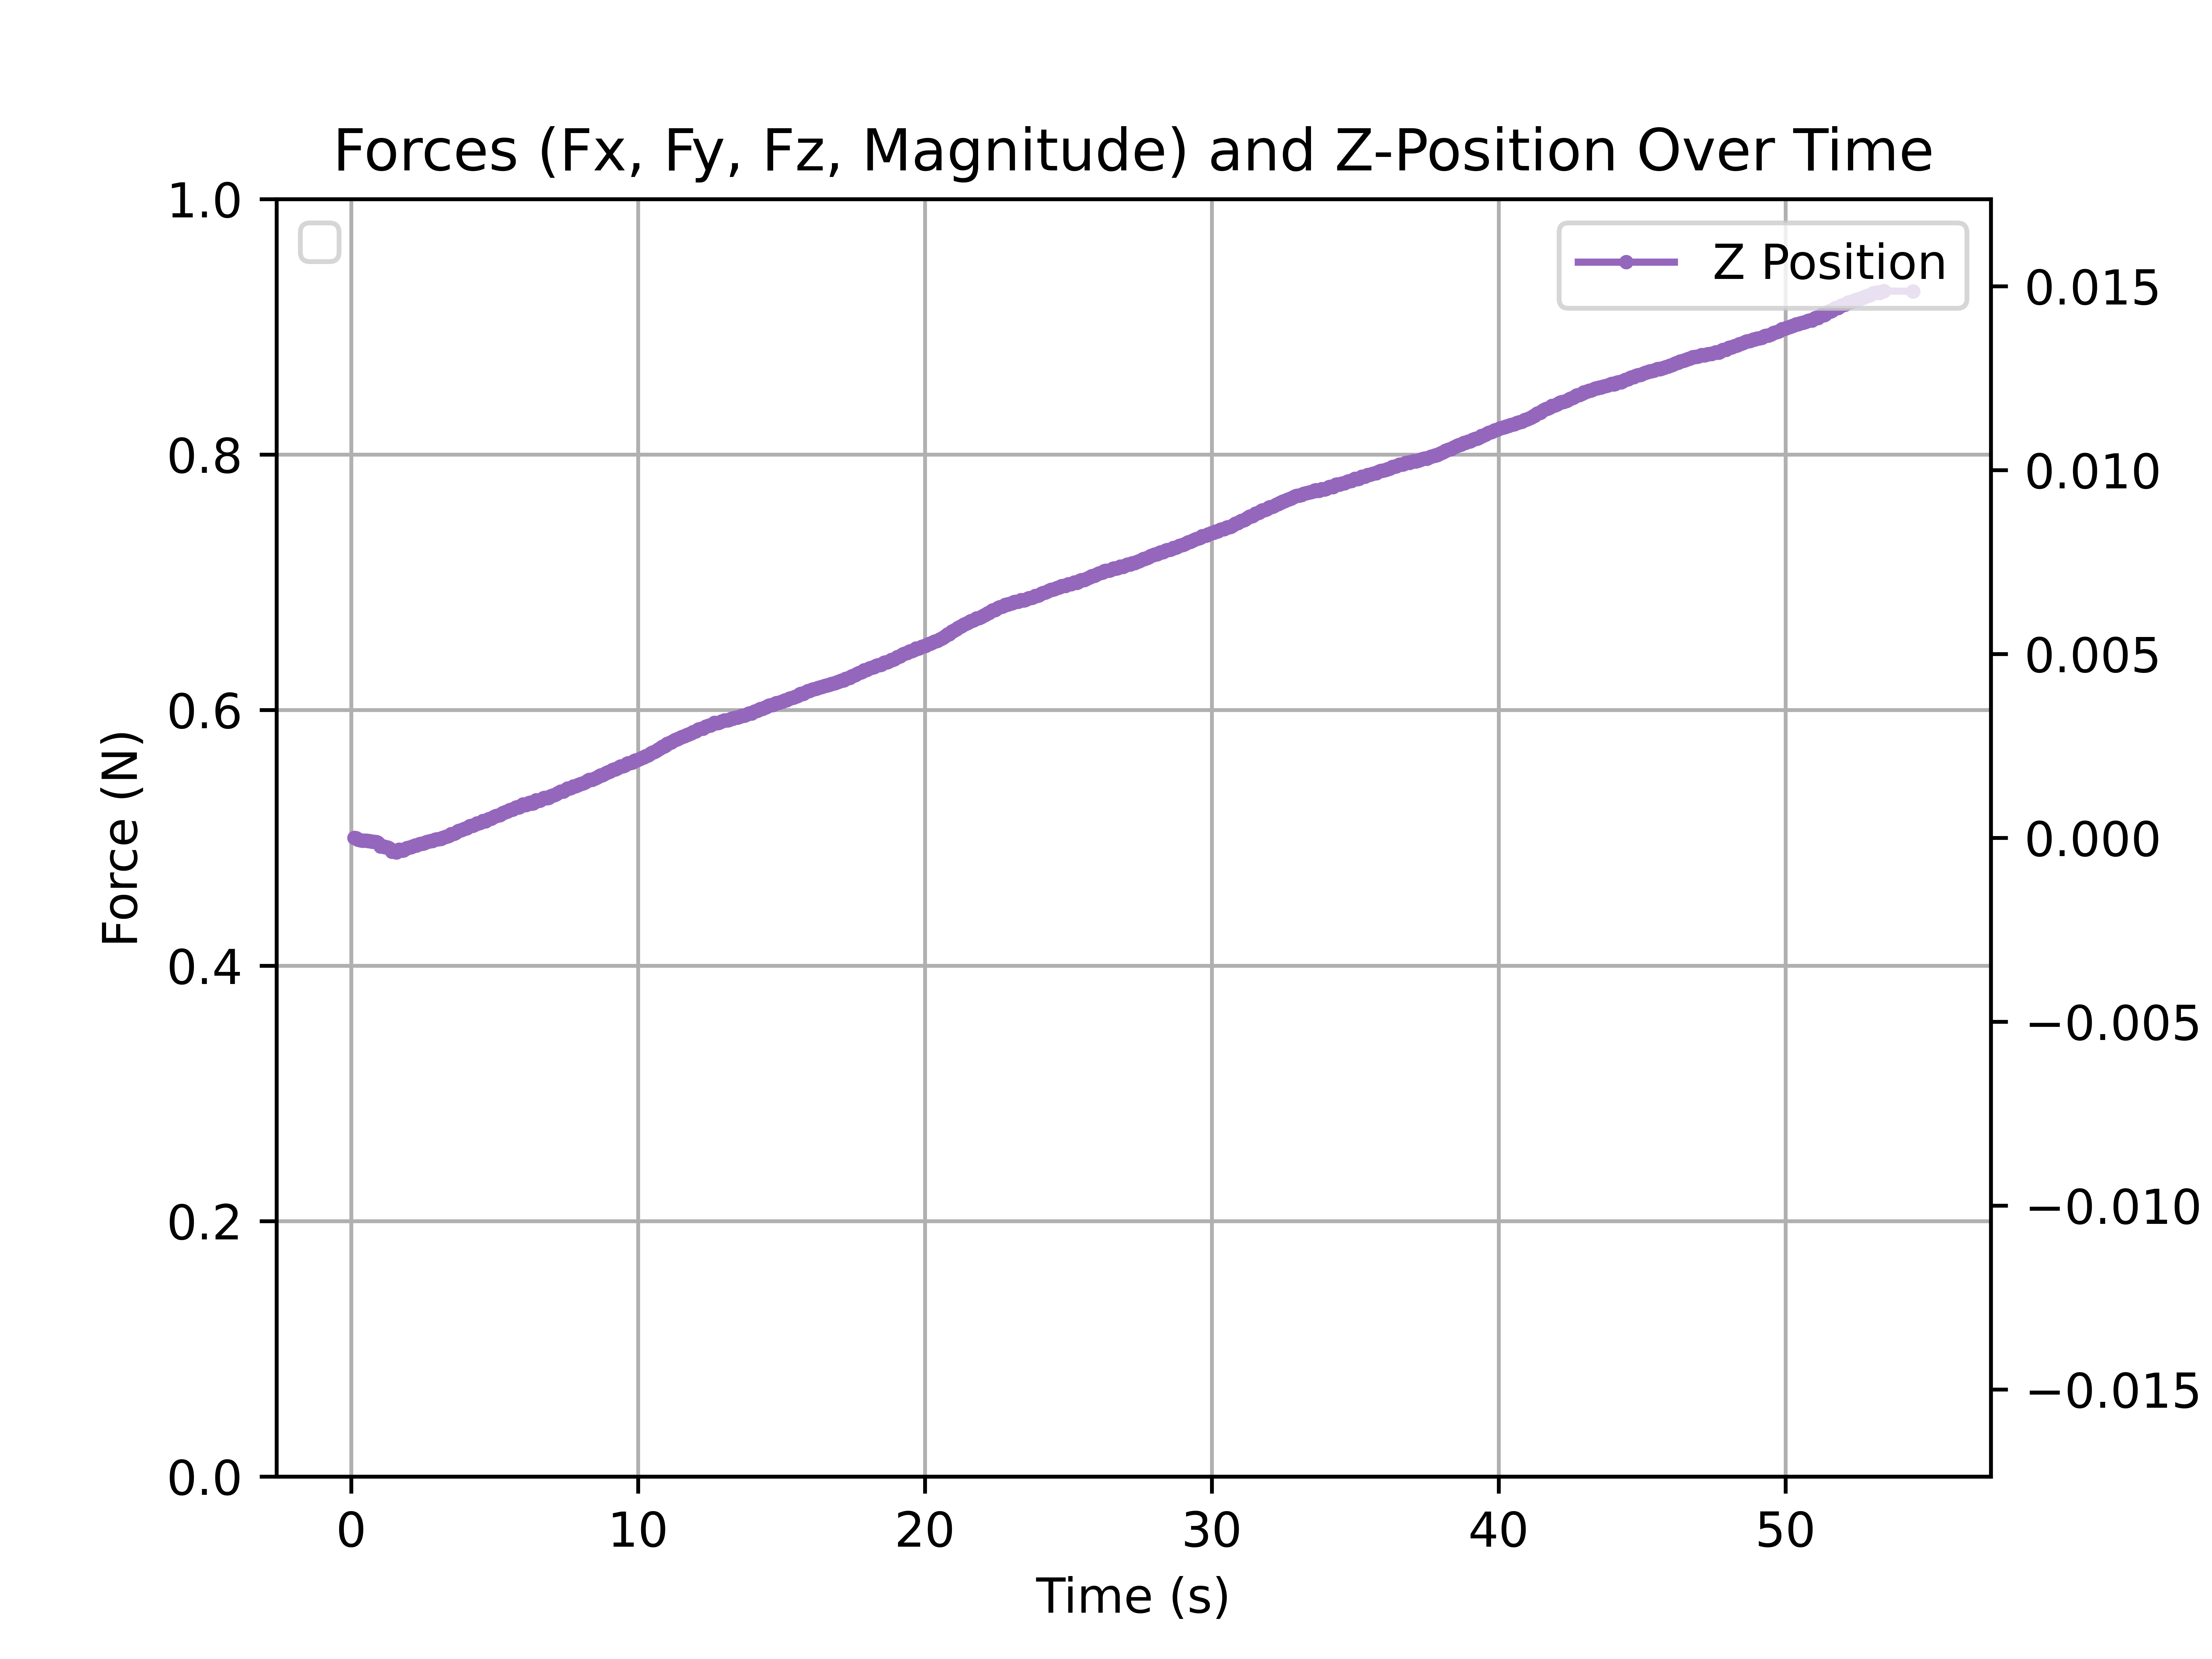 Forces (Fx, Fy, Fz, Magnitude) and Z-Position Over Time
Z Position
1.0
0.8
0.6
0.4
0.2
0.0
Force (N)
0.015
0.010
0.005
0.000
−0.005
−0.010
−0.015
0 10 20 30 40 50
Time (s)